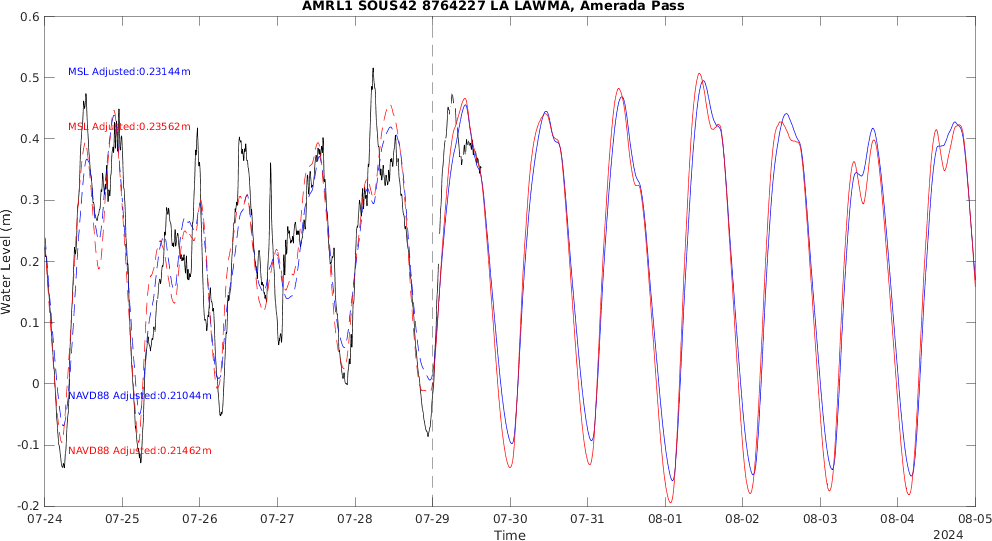 AMRL1 SOUS42 8764227 LA LAWMA, Amerada Pass
0.6
0.5
0.4
0.3
0.2
0.1
0
-0.1
-0.2
Water Level (m)
MSL Adjusted:0.23144m
MSL Adjusted:0.23562m
NAVD88 Adjusted:0.21044m
NAVD88 Adjusted:0.21462m
07-24 07-25 07-26 07-27 07-28 07-29 07-30 07-31 08-01 08-02 08-03 08-04 08-05
Time
2024